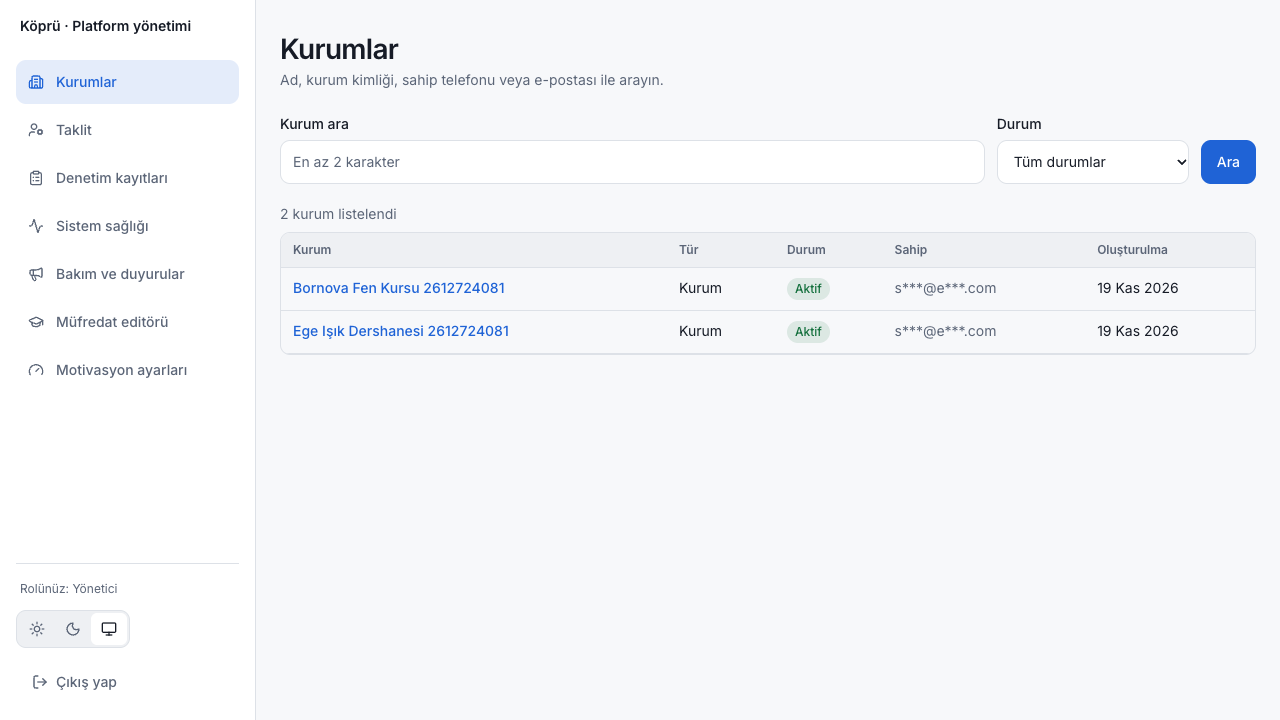 Köprü · Platform yönetimi
Kurumlar
Taklit
Denetim kayıtları
Sistem sağlığı
Bakım ve duyurular
Müfredat editörü
Motivasyon ayarları
Rolünüz: Yönetici
Çıkış yap
Kurumlar
Ad, kurum kimliği, sahip telefonu veya e-postası ile arayın.
Kurum ara
Durum
En az 2 karakter
Tüm durumlar
Ara
2 kurum listelendi
Kurum Tür Durum Sahip Oluşturulma
Bornova Fen Kursu 2612724081 Kurum Aktif s***@e***.com 19 Kas 2026
Ege Işık Dershanesi 2612724081 Kurum Aktif s***@e***.com 19 Kas 2026